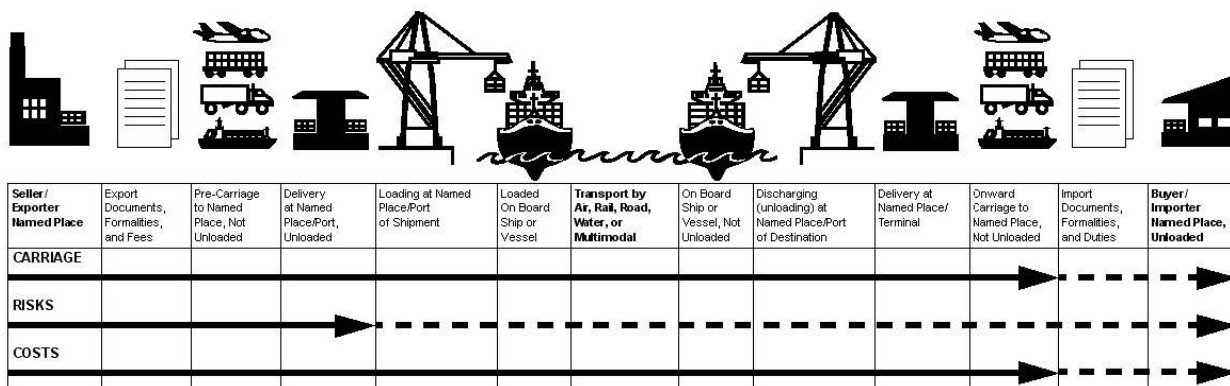 Seller/
Exporter
Named Place
Export
Documents,
Formalities,
and Fees
Pre-Carriage
to Named
Place, Not
Unloaded
Delivery
at Named
Place/Port,
Unloaded
Loading at Named
Place/Port
of Shipment
Loaded
On Board
Ship or
Vessel
Transport by
Air, Rail, Road,
Water, or
Multimodal
On Board
Ship or
Vessel, Not
Unloaded
Discharging
(unloading) at
Named Place/Port
of Destination
Delivery at
Named Place/
Terminal
Onward
Carriage to
Named Place,
Not Unloaded
Import
Documents,
Formalities,
and Duties
Buyer/
Importer
Named Place,
Unloaded
CARRIAGE
RISKS
COSTS